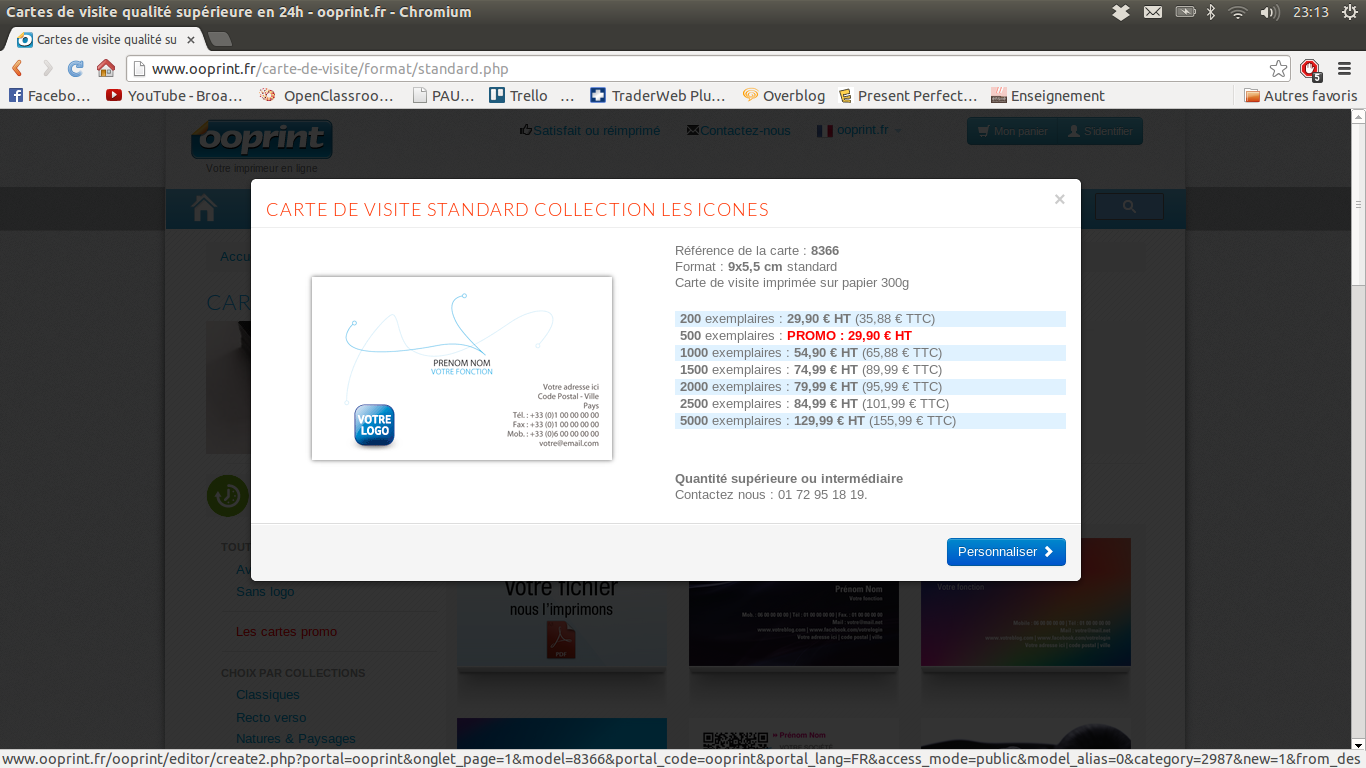 Cartes de visite qualité supérieure en 24h - ooprint.fr - Chromium
23:13
Cartes de visite qualité su ×
www.ooprint.fr/carte-de-visite/format/standard.php
5
Facebo... YouTube - Broa... OpenClassroo... PAU... Trello ... TraderWeb Plu... Overblog Present Perfect... Enseignement Autres favoris
ooprint
Votre imprimeur en ligne
Satisfait ou réimprimé Contactez-nous ooprint.fr Mon panier S'identifier
CARTE DE VISITE STANDARD COLLECTION LES ICONES ×
Accu
CAR
PRENOM NOM
VOTRE FONCTION
Votre adresse ici
Code Postal - Ville
Pays
Tél. : +33 (0)1 00 00 00 00
Fax : +33 (0)1 00 00 00 00
Mob. : +33 (0)6 00 00 00 00
votre@email.com
VOTRE
LOGO
Référence de la carte : 8366
Format : 9x5,5 cm standard
Carte de visite imprimée sur papier 300g
200 exemplaires : 29,90 € HT (35,88 € TTC)
500 exemplaires : PROMO : 29,90 € HT
1000 exemplaires : 54,90 € HT (65,88 € TTC)
1500 exemplaires : 74,99 € HT (89,99 € TTC)
2000 exemplaires : 79,99 € HT (95,99 € TTC)
2500 exemplaires : 84,99 € HT (101,99 € TTC)
5000 exemplaires : 129,99 € HT (155,99 € TTC)
Quantité supérieure ou intermédiaire
Contactez nous : 01 72 95 18 19.
Personnaliser
TOUT
Av
Sans logo
Les cartes promo
CHOIX PAR COLLECTIONS
Classiques
Recto verso
Natures & Paysages
votre fichier
nous l'imprimons
PDF
Prénom Nom
Votre fonction
Votre fonction
Prénom Nom
www.ooprint.fr/ooprint/editor/create2.php?portal=ooprint&onglet_page=1&model=8366&portal_code=ooprint&portal_lang=FR&access_mode=public&model_alias=0&category=2987&new=1&from_des